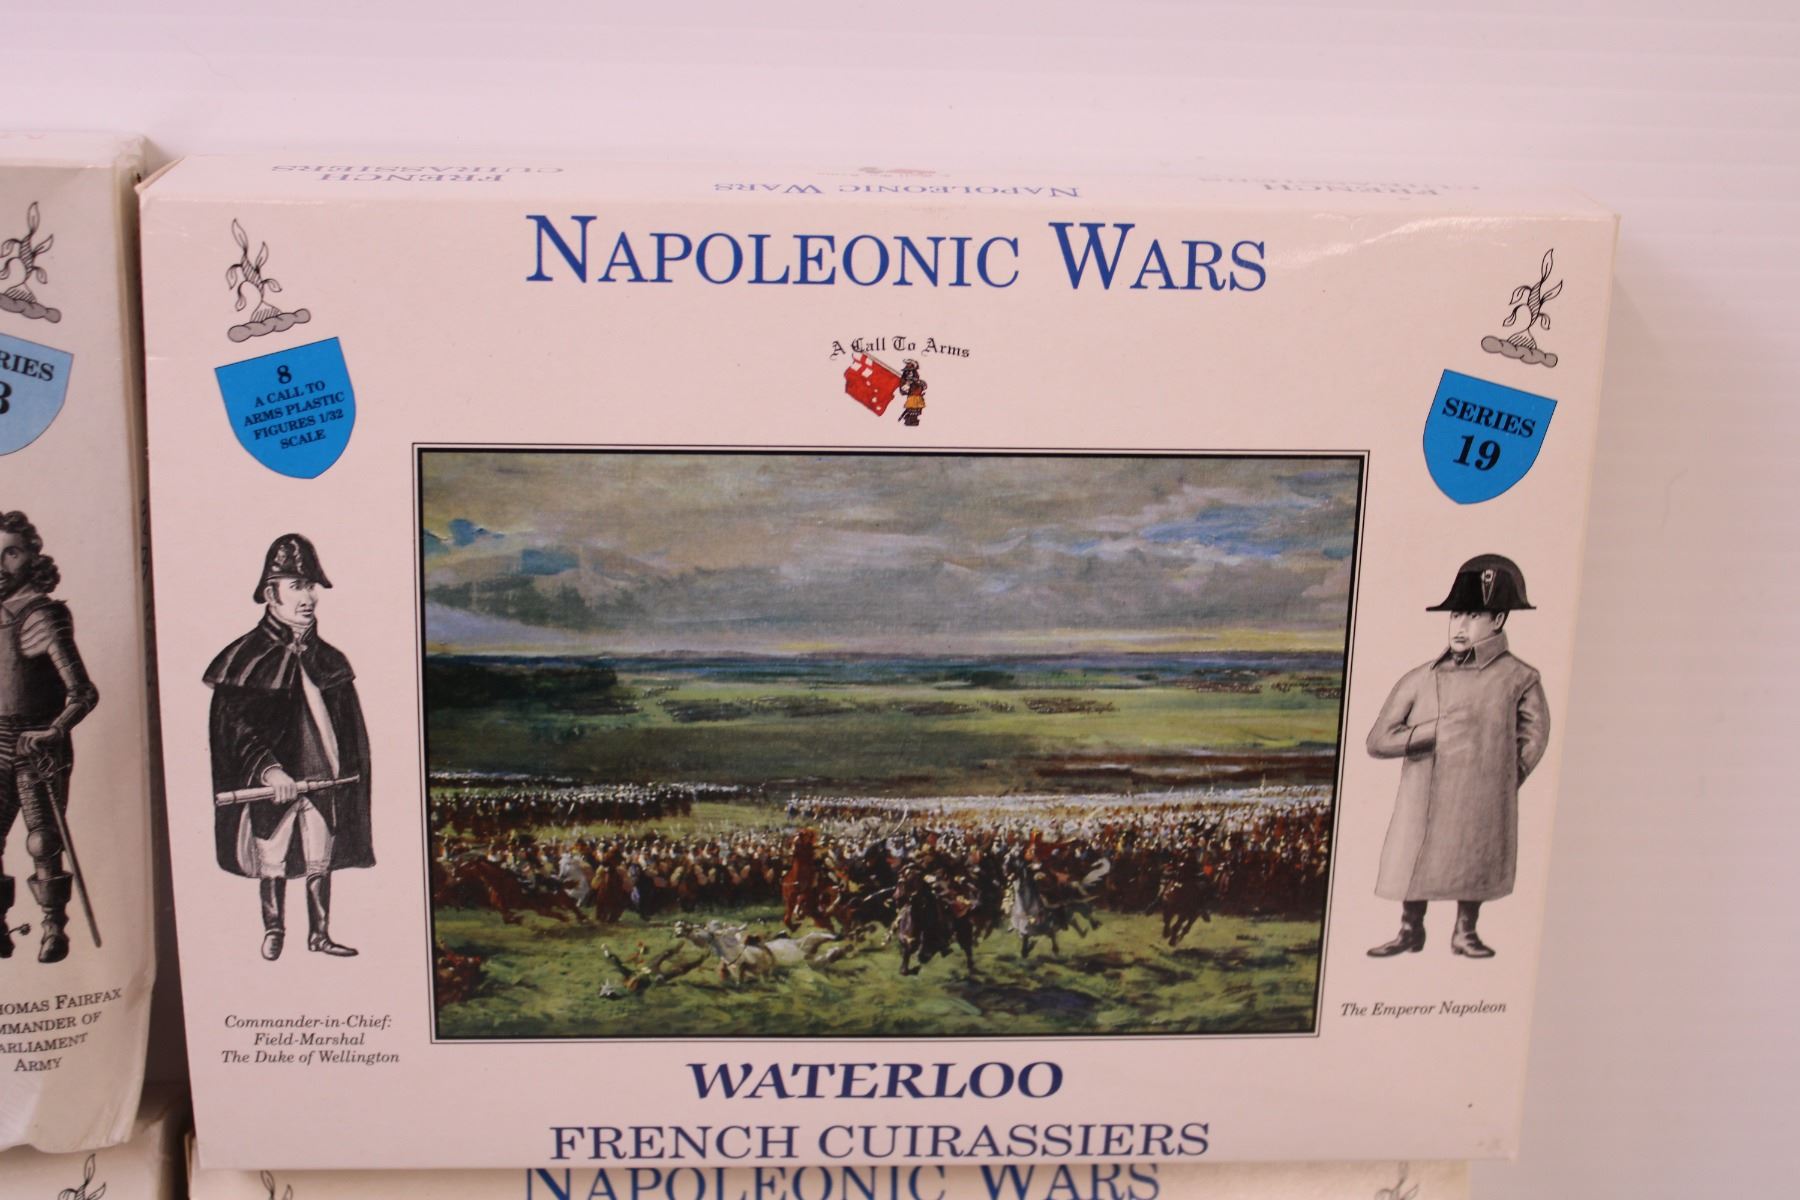 FRENCH
CUIRASSIERS
NAPOLEONIC WARS
FRENCH
NAPOLEONIC WARS
A Call To Arms
8
A CALL TO
ARMS PLASTIC
FIGURES 1/32
SCALE
SERIES
19
Commander-in-Chief:
Field-Marshal
The Duke of Wellington
The Emperor Napoleon
WATERLOO
FRENCH CUIRASSIERS
RIES
3
HOMAS FAIRFAX
MMANDER OF
ARLIAMENT
ARMY
NAPOLEONIC WARS